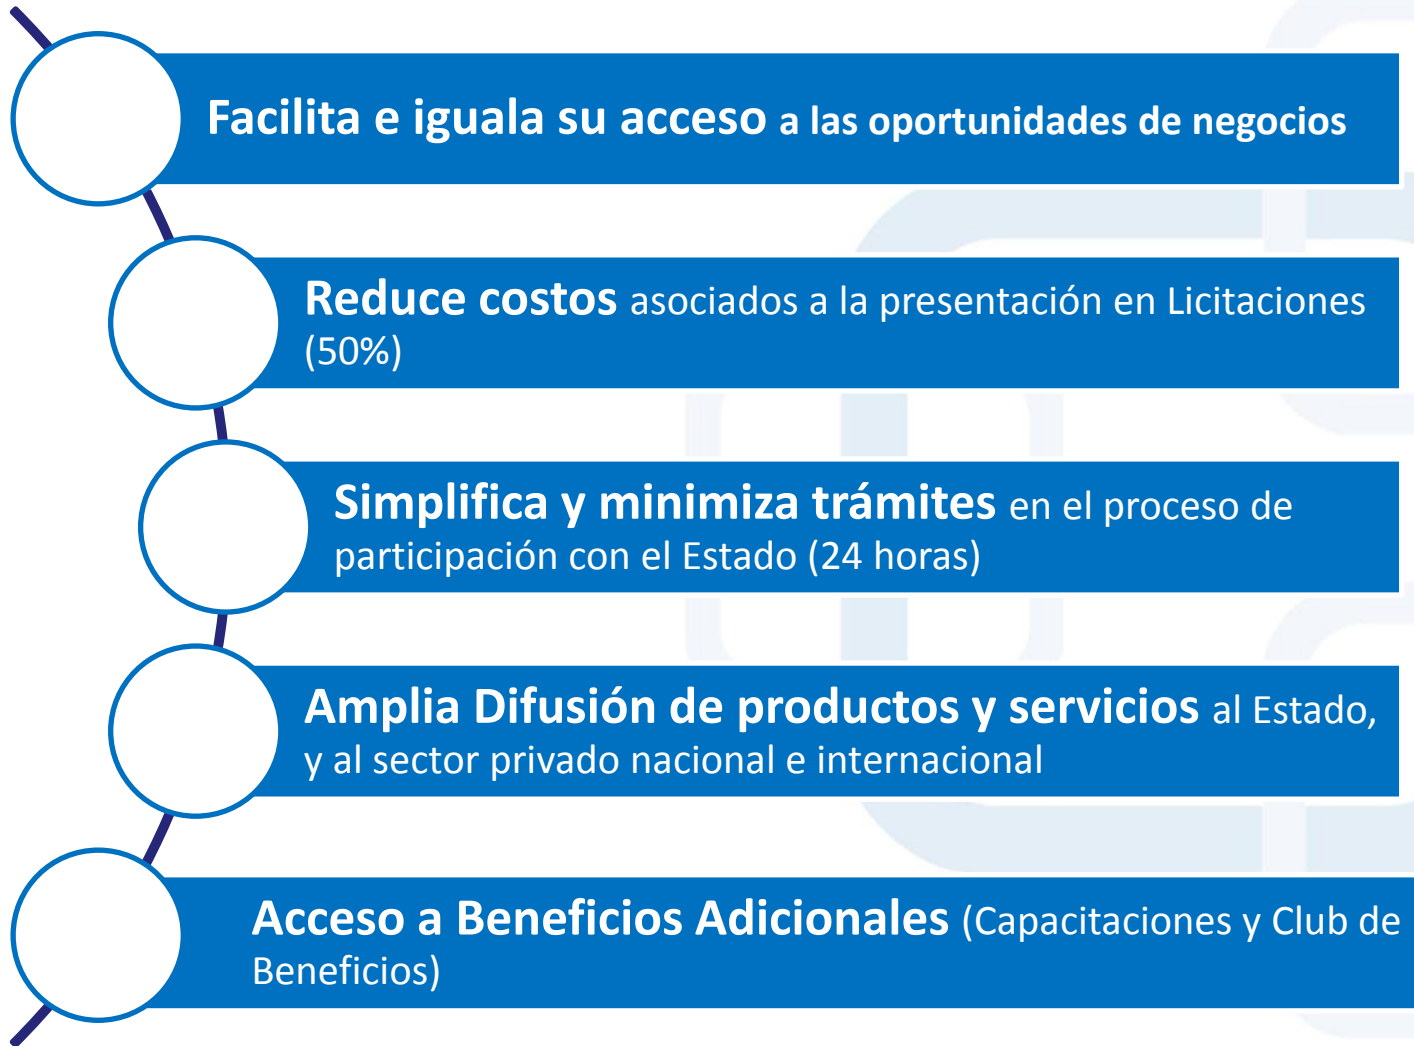 Facilita e iguala su acceso a las oportunidades de negocios
Reduce costos asociados a la presentación en Licitaciones
(50%)
Simplifica y minimiza trámites en el proceso de
participación con el Estado (24 horas)
Amplia Difusión de productos y servicios al Estado,
y al sector privado nacional e internacional
Acceso a Beneficios Adicionales (Capacitaciones y Club de
Beneficios)